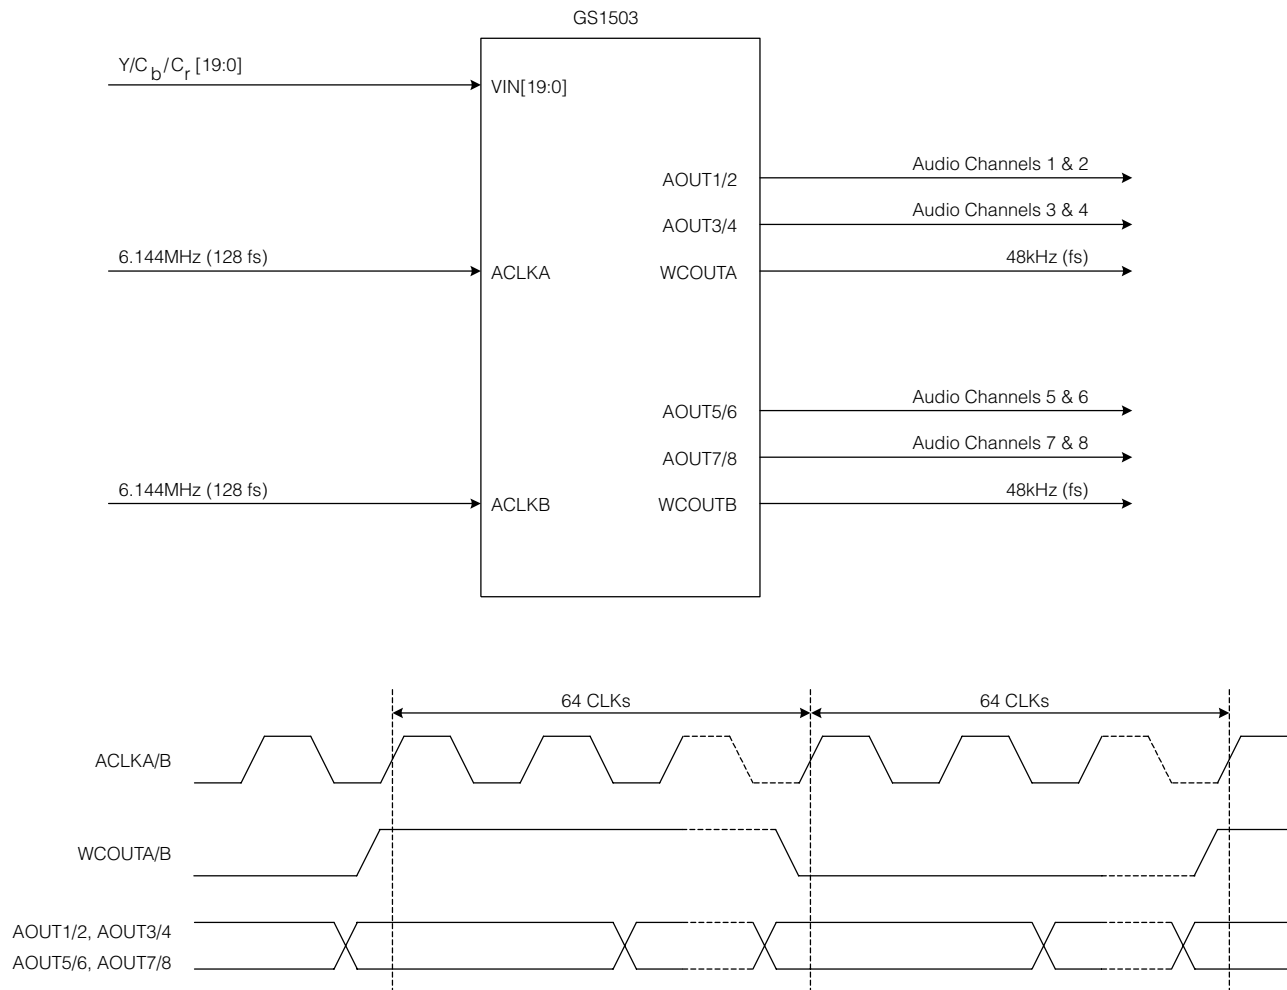 GS1503
Y/Cb/Cr [19:0]
VIN[19:0]
AOUT1/2
Audio Channels 1 & 2
AOUT3/4
Audio Channels 3 & 4
6.144MHz (128 fs)
ACLKA
WCOUTA
48kHz (fs)
AOUT5/6
Audio Channels 5 & 6
AOUT7/8
Audio Channels 7 & 8
6.144MHz (128 fs)
ACLKB
WCOUTB
48kHz (fs)
64 CLKs
64 CLKs
ACLKA/B
WCOUTA/B
AOUT1/2, AOUT3/4
AOUT5/6, AOUT7/8